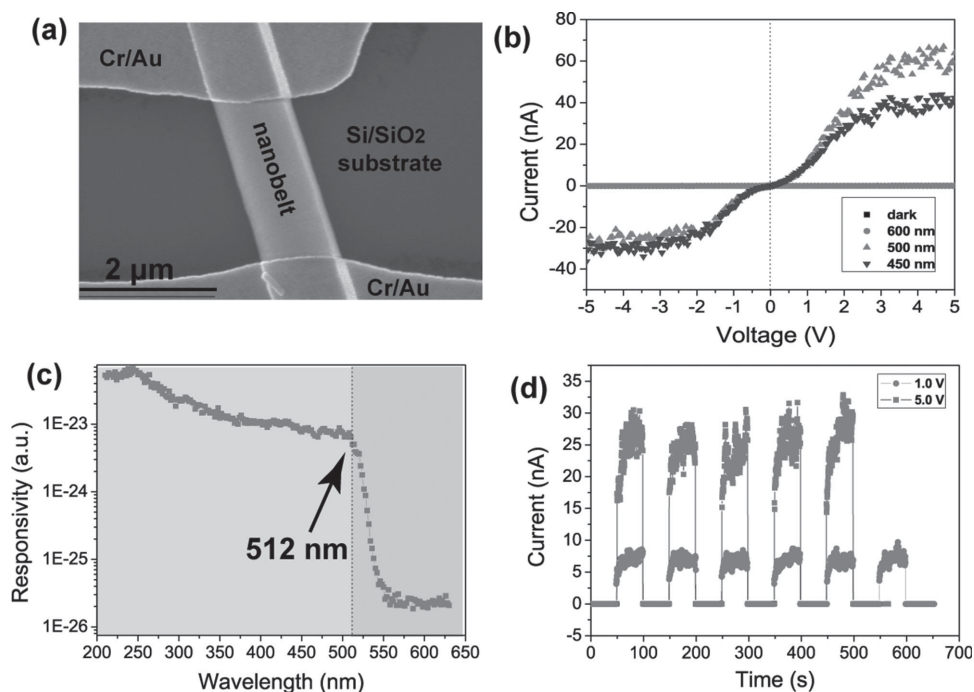 (a)
Cr/Au
nanobelt
Si/SiO2
substrate
2 µm
Cr/Au
(b)
Current (nA)
80
60
40
20
0
-20
-40
-5 -4 -3 -2 -1 0 1 2 3 4 5
Voltage (V)
dark
600 nm
500 nm
450 nm
(c)
Responsivity (a.u.)
1E-23
1E-24
1E-25
1E-26
512 nm
200 250 300 350 400 450 500 550 600 650
Wavelength (nm)
(d)
Current (nA)
35
30
25
20
15
10
5
0
-5
0 100 200 300 400 500 600 700
Time (s)
1.0 V
5.0 V